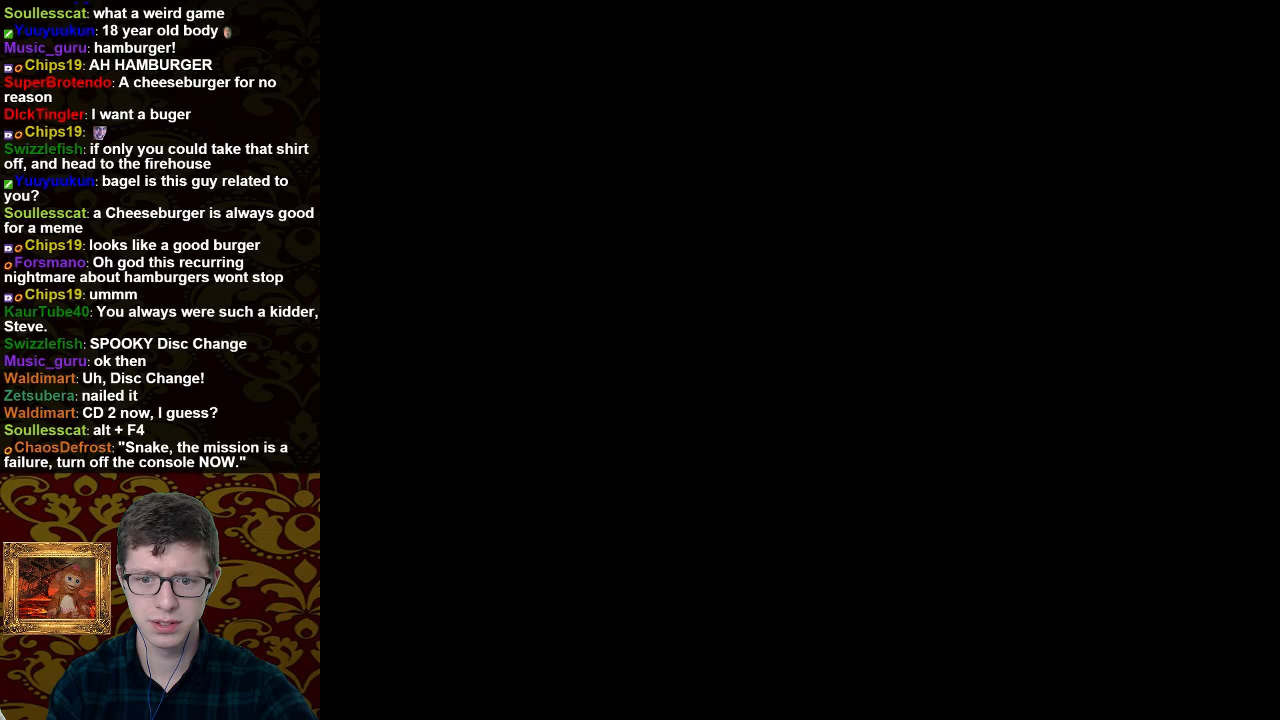 Soullesscat: what a weird game
Yuuyuukun: 18 year old body
Music_guru: hamburger!
Chips19: AH HAMBURGER
SuperBrotendo: A cheeseburger for no
reason
DIckTingler: I want a buger
Chips19:
Swizzlefish: if only you could take that shirt
off, and head to the firehouse
Yuuyuukun: bagel is this guy related to
you?
Soullesscat: a Cheeseburger is always good
for a meme
Chips19: looks like a good burger
Forsmano: Oh god this recurring
nightmare about hamburgers wont stop
Chips19: ummm
KaurTube40: You always were such a kidder,
Steve.
Swizzlefish: SPOOKY Disc Change
Music_guru: ok then
Waldimart: Uh, Disc Change!
Zetsubera: nailed it
Waldimart: CD 2 now, I guess?
Soullesscat: alt + F4
ChaosDefrost: "Snake, the mission is a
failure, turn off the console NOW."